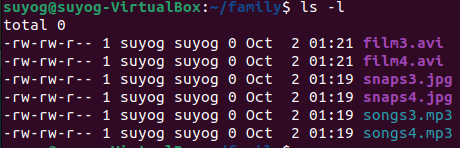 suyog@suyog-VirtualBox:~/family$ ls -l
total 0
-rw-rw-r-- 1 suyog suyog 0 Oct  2 01:21 film3.avi
-rw-rw-r-- 1 suyog suyog 0 Oct  2 01:21 film4.avi
-rw-rw-r-- 1 suyog suyog 0 Oct  2 01:19 snaps3.jpg
-rw-rw-r-- 1 suyog suyog 0 Oct  2 01:19 snaps4.jpg
-rw-rw-r-- 1 suyog suyog 0 Oct  2 01:19 songs3.mp3
-rw-rw-r-- 1 suyog suyog 0 Oct  2 01:19 songs4.mp3